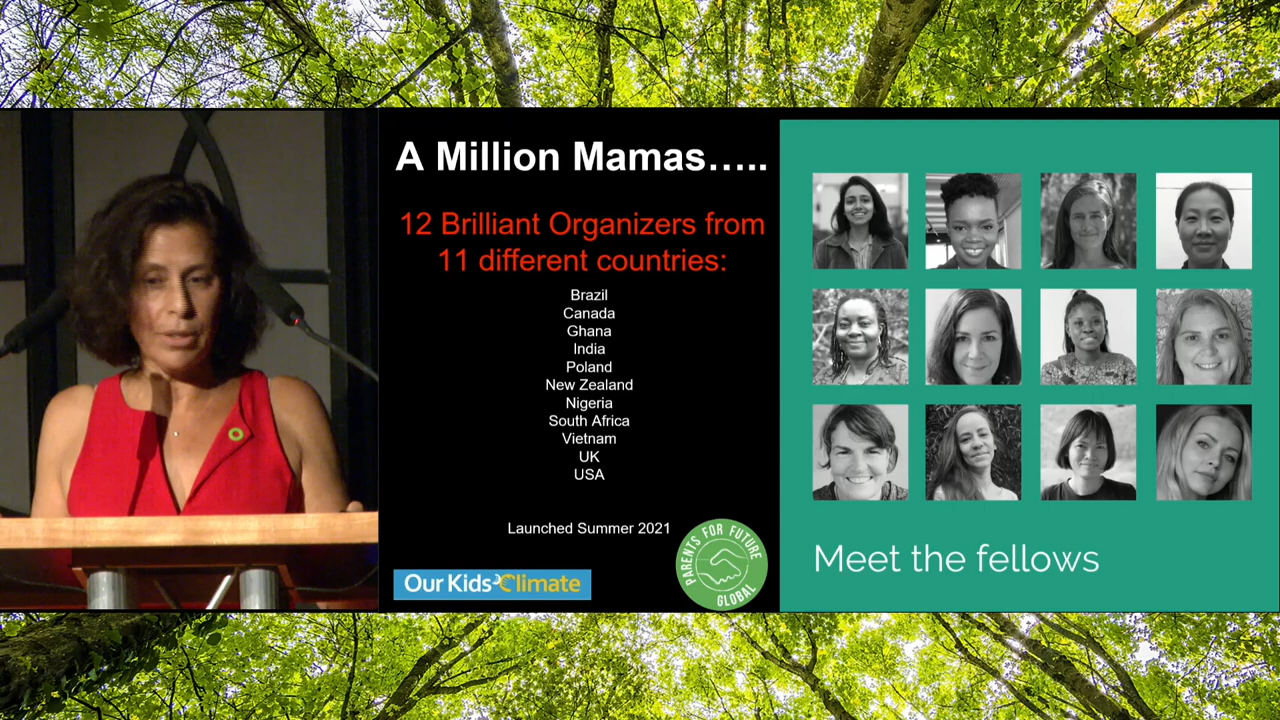 A Million Mamas…..
12 Brilliant Organizers from
11 different countries:
Brazil
Canada
Ghana
India
Poland
New Zealand
Nigeria
South Africa
Vietnam
UK
USA
Launched Summer 2021
Our Kids Climate
PARENTS FOR FUTURE
GLOBAL
Meet the fellows